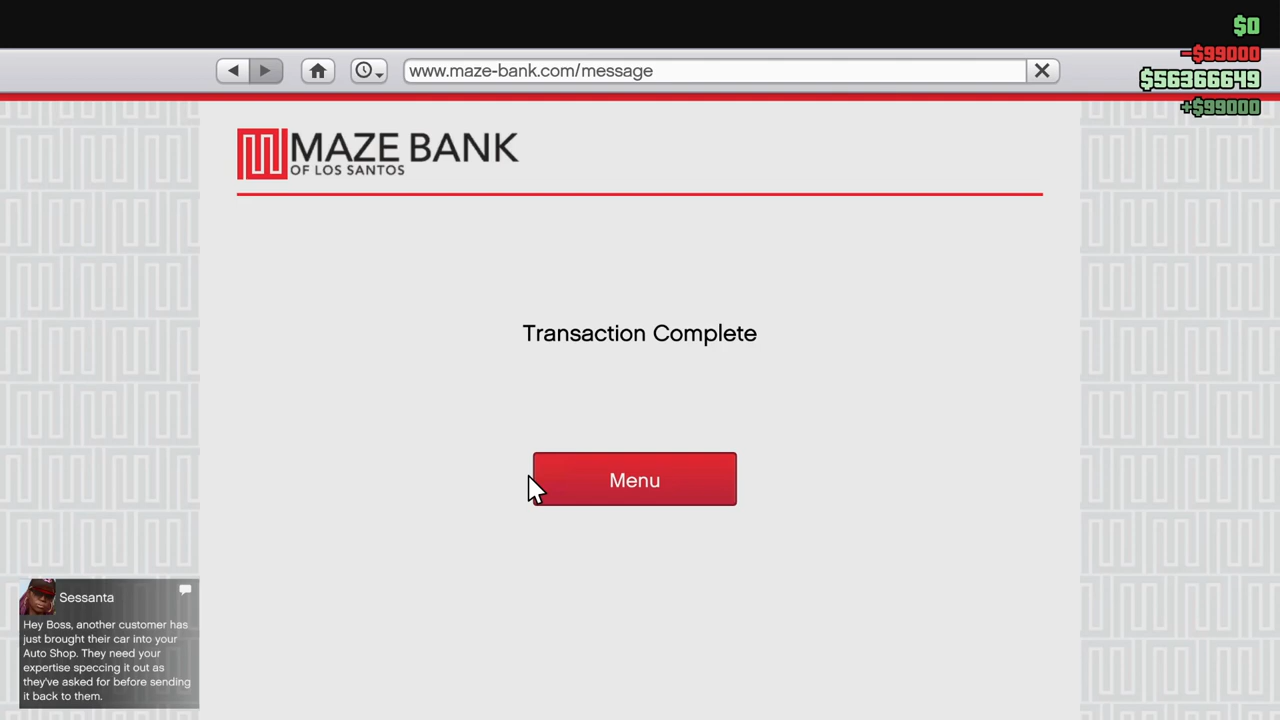 $0
-$99000
www.maze-bank.com/message
$56366649
+$99000
MAZE BANK
OF LOS SANTOS
Transaction Complete
Menu
Sessanta
Hey Boss, another customer has
just brought their car into your
Auto Shop. They need your
expertise speccing it out as
they've asked for before sending
it back to them.